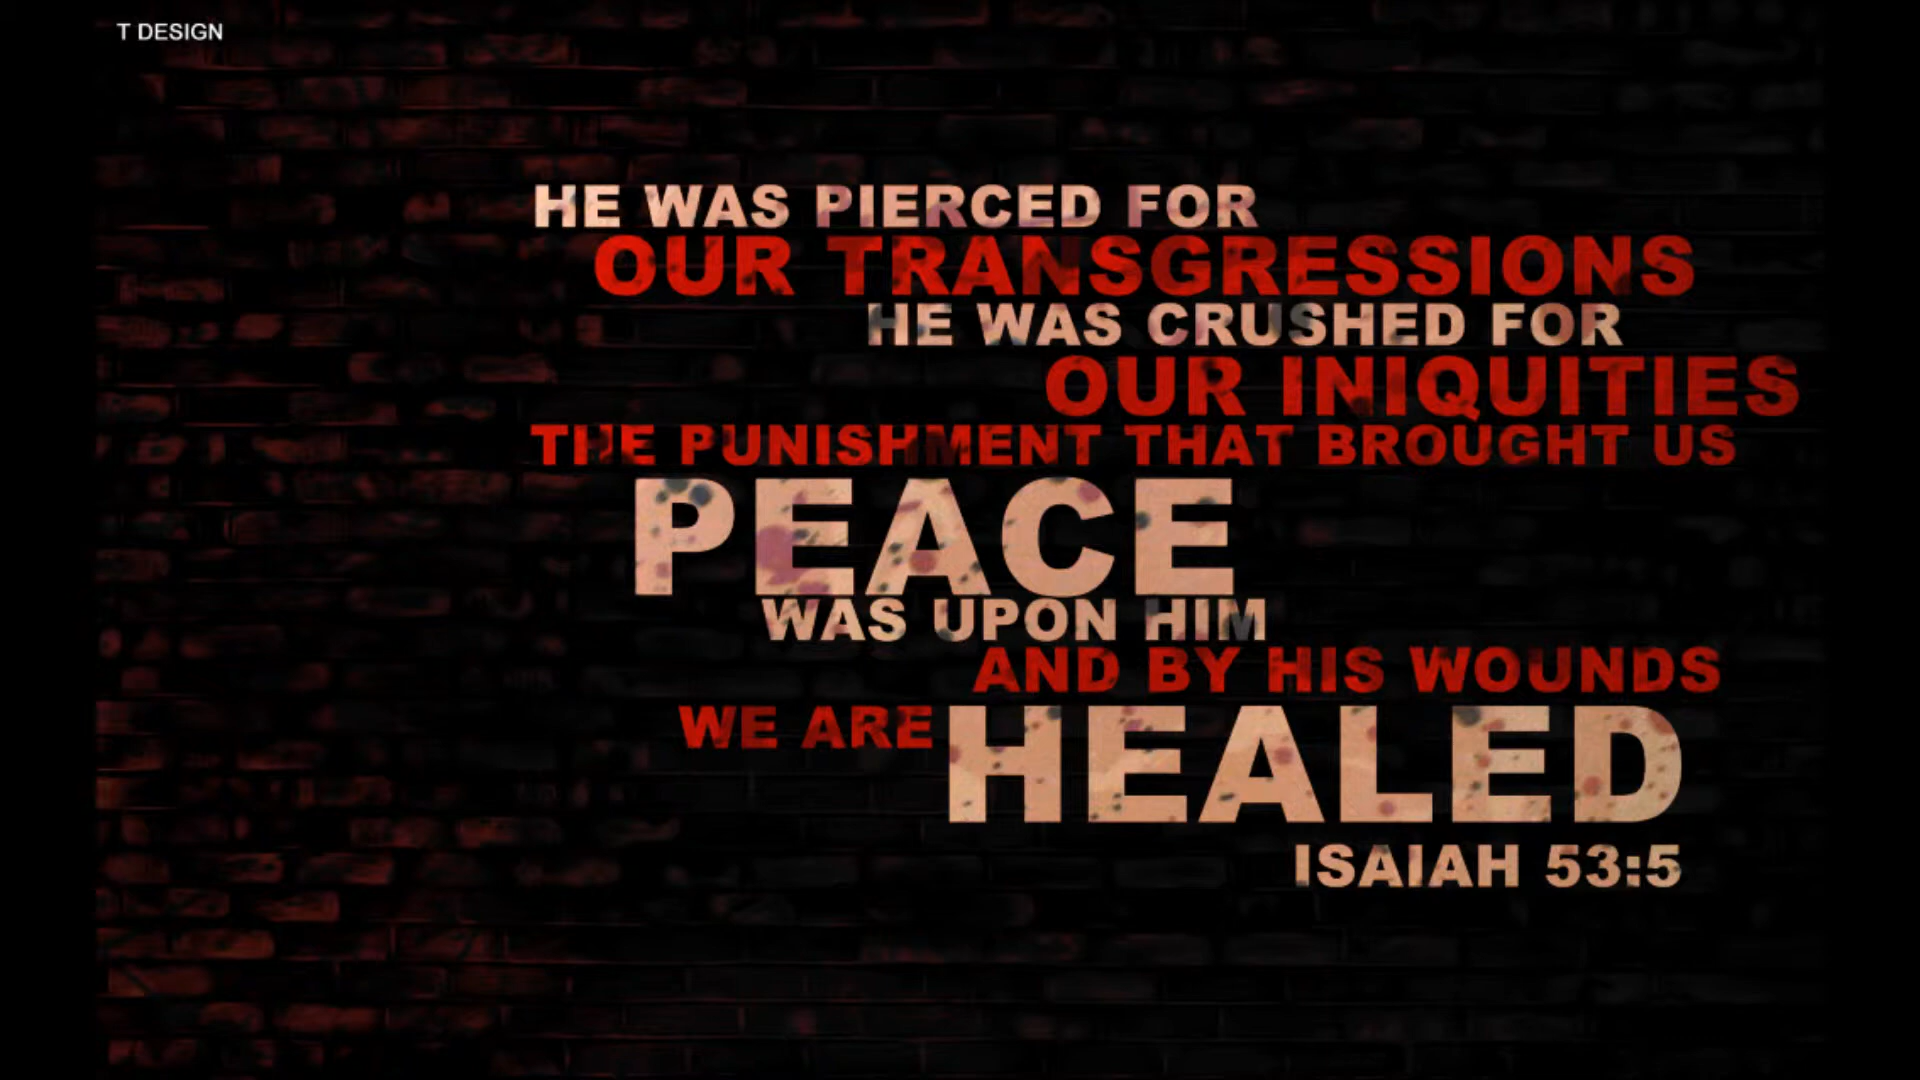 T DESIGN
HE WAS PIERCED FOR
OUR TRANSGRESSIONS
HE WAS CRUSHED FOR
OUR INIQUITIES
THE PUNISHMENT THAT BROUGHT US
PEACE
WAS UPON HIM
AND BY HIS WOUNDS
WE ARE HEALED
ISAIAH 53:5